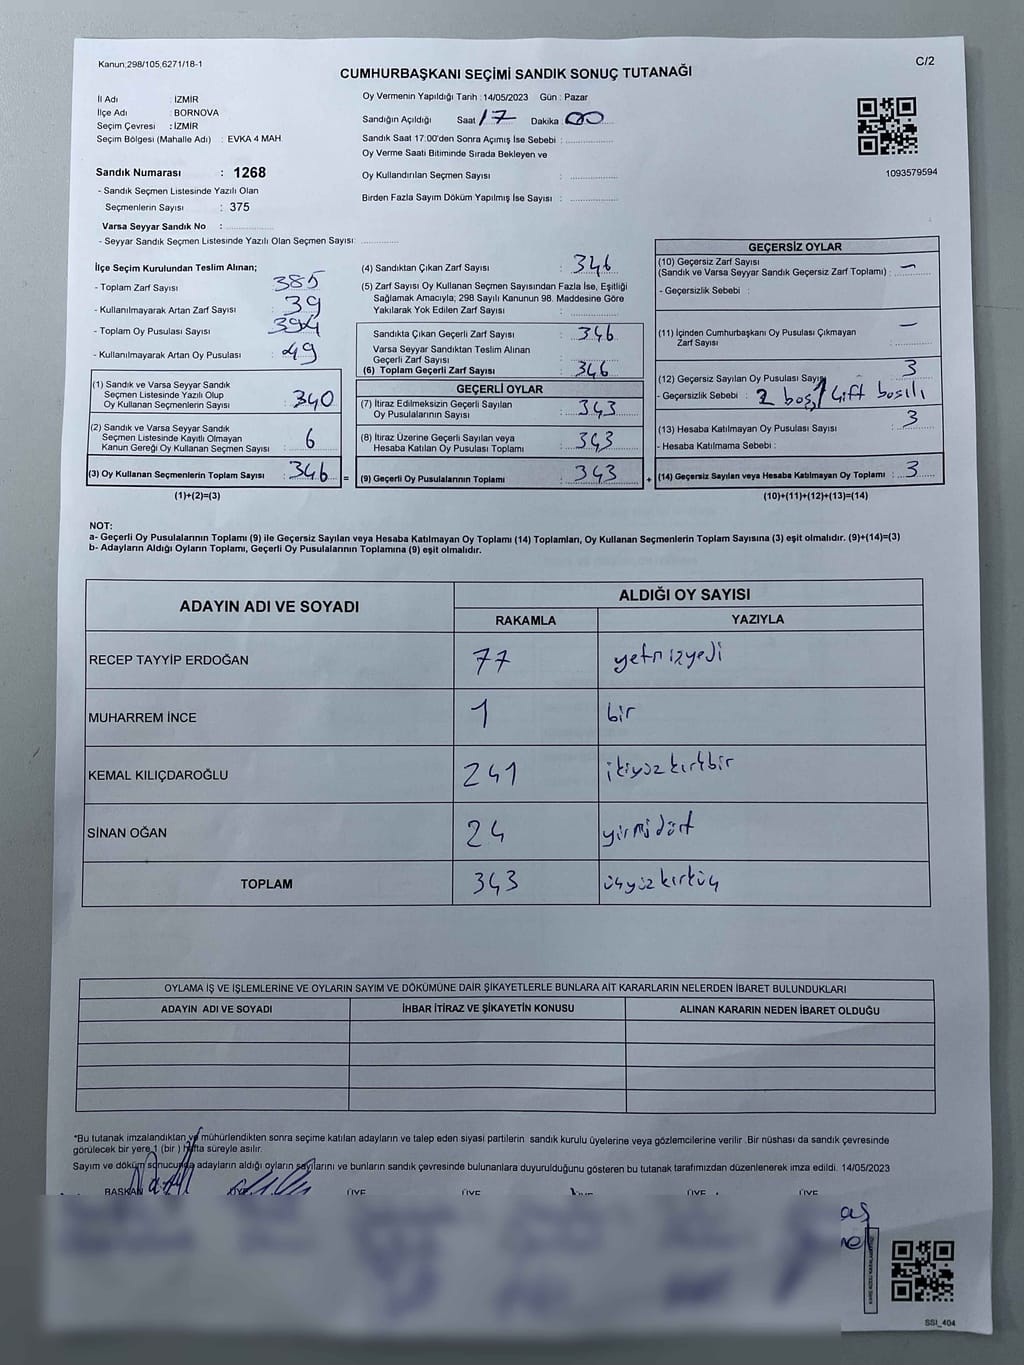 Kanun;298/105,6271/18-1
C/2
CUMHURBAŞKANI SEÇİMİ SANDIK SONUÇ TUTANAĞI
İl Adı : İZMİR
İlçe Adı : BORNOVA
Seçim Çevresi : İZMİR
Seçim Bölgesi (Mahalle Adı) : EVKA 4 MAH.
Oy Vermenin Yapıldığı Tarih : 14/05/2023 Gün : Pazar
Sandığın Açıldığı Saat 17 Dakika 00
Sandık Saat 17.00'den Sonra Açımış İse Sebebi :
Oy Verme Saati Bitiminde Sırada Bekleyen ve
Oy Kullandırılan Seçmen Sayısı :
Birden Fazla Sayım Döküm Yapılmış İse Sayısı :
1093579594
Sandık Numarası : 1268
- Sandık Seçmen Listesinde Yazılı Olan
Seçmenlerin Sayısı : 375
Varsa Seyyar Sandık No :
- Seyyar Sandık Seçmen Listesinde Yazılı Olan Seçmen Sayısı:
İlçe Seçim Kurulundan Teslim Alınan;
- Toplam Zarf Sayısı : 385
- Kullanılmayarak Artan Zarf Sayısı : 39
- Toplam Oy Pusulası Sayısı : 394
- Kullanılmayarak Artan Oy Pusulası : 49
(1) Sandık ve Varsa Seyyar Sandık
Seçmen Listesinde Yazılı Olup
Oy Kullanan Seçmenlerin Sayısı : 340
(2) Sandık ve Varsa Seyyar Sandık
Seçmen Listesinde Kayıtlı Olmayan
Kanun Gereği Oy Kullanan Seçmen Sayısı : 6
(3) Oy Kullanan Seçmenlerin Toplam Sayısı : 346 =
(1)+(2)=(3)
(4) Sandıktan Çıkan Zarf Sayısı : 346
(5) Zarf Sayısı Oy Kullanan Seçmen Sayısından Fazla İse, Eşitliği
Sağlamak Amacıyla; 298 Sayılı Kanunun 98. Maddesine Göre
Yakılarak Yok Edilen Zarf Sayısı :
Sandıkta Çıkan Geçerli Zarf Sayısı : 346
Varsa Seyyar Sandıktan Teslim Alınan
Geçerli Zarf Sayısı :
(6) Toplam Geçerli Zarf Sayısı : 346
GEÇERLİ OYLAR
(7) İtiraz Edilmeksizin Geçerli Sayılan
Oy Pusulalarının Sayısı : 343
(8) İtiraz Üzerine Geçerli Sayılan veya
Hesaba Katılan Oy Pusulası Toplamı : 343
(9) Geçerli Oy Pusulalarının Toplamı : 343 +
GEÇERSİZ OYLAR
(10) Geçersiz Zarf Sayısı
(Sandık ve Varsa Seyyar Sandık Geçersiz Zarf Toplamı) : –
- Geçersizlik Sebebi :
(11) İçinden Cumhurbaşkanı Oy Pusulası Çıkmayan
Zarf Sayısı : –
(12) Geçersiz Sayılan Oy Pusulası Sayısı 3
- Geçersizlik Sebebi : 2 boş, 1 çift basılı
(13) Hesaba Katılmayan Oy Pusulası Sayısı : 3
- Hesaba Katılmama Sebebi :
(14) Geçersiz Sayılan veya Hesaba Katılmayan Oy Toplamı : 3
(10)+(11)+(12)+(13)=(14)
NOT:
a- Geçerli Oy Pusulalarının Toplamı (9) ile Geçersiz Sayılan veya Hesaba Katılmayan Oy Toplamı (14) Toplamları, Oy Kullanan Seçmenlerin Toplam Sayısına (3) eşit olmalıdır. (9)+(14)=(3)
b- Adayların Aldığı Oyların Toplamı, Geçerli Oy Pusulalarının Toplamına (9) eşit olmalıdır.
ADAYIN ADI VE SOYADI
ALDIĞI OY SAYISI
RAKAMLA YAZIYLA
RECEP TAYYİP ERDOĞAN 77 yetmişyedi
MUHARREM İNCE 1 bir
KEMAL KILIÇDAROĞLU 241 ikiyüzkırkbir
SİNAN OĞAN 24 yirmidört
TOPLAM 343 üçyüzkırküç
OYLAMA İŞ VE İŞLEMLERİNE VE OYLARIN SAYIM VE DÖKÜMÜNE DAİR ŞİKAYETLERLE BUNLARA AİT KARARLARIN NELERDEN İBARET BULUNDUKLARI
ADAYIN ADI VE SOYADI İHBAR İTİRAZ VE ŞİKAYETİN KONUSU ALINAN KARARIN NEDEN İBARET OLDUĞU
*Bu tutanak imzalandıktan ve mühürlendikten sonra seçime katılan adayların ve talep eden siyasi partilerin sandık kurulu üyelerine veya gözlemcilerine verilir. Bir nüshası da sandık çevresinde
görülecek bir yere 1 (bir) hafta süreyle asılır.
Sayım ve döküm sonucunda adayların aldığı oyların sayılarını ve bunların sandık çevresinde bulunanlara duyurulduğunu gösteren bu tutanak tarafımızdan düzenlenerek imza edildi. 14/05/2023
BAŞKAN ÜYE ÜYE ÜYE ÜYE ÜYE
SSI_404